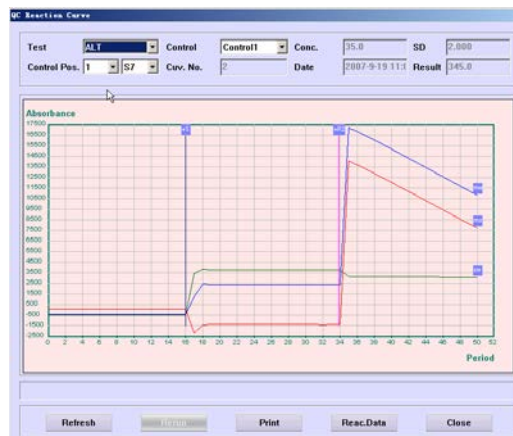 QC Reaction Curve
Test ALT Control Control1 Conc. 35.0 SD 2.000
Control Pos. 1 S7 Cuv. No. 2 Date 2007-9-19 11: Result 345.0
Absorbance
17500
15500
14500
13500
12500
11500
10500
9500
8500
7500
6500
5500
4500
3500
2500
1500
500
-500
-1500
-2500
0 2 4 6 8 10 12 14 16 18 20 22 24 26 28 30 32 34 36 38 40 42 44 46 48 50 52
Period
Refresh Print Reac.Data Close